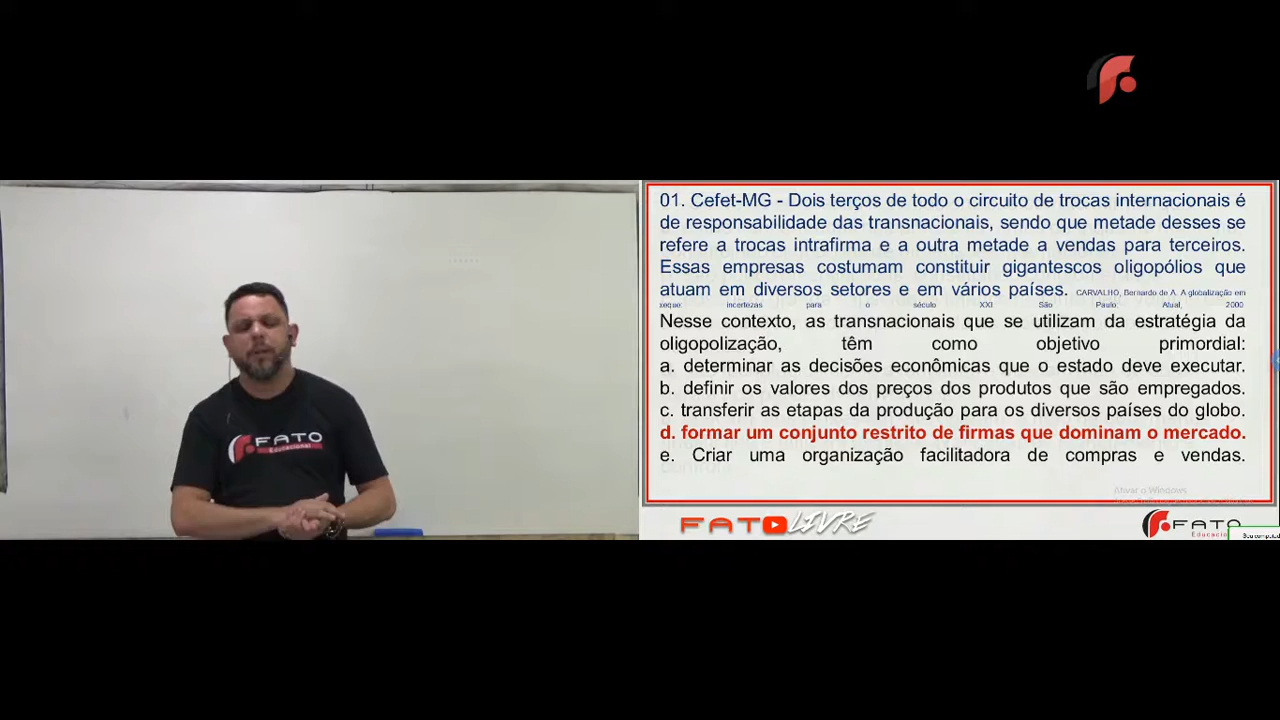 01. Cefet-MG - Dois terços de todo o circuito de trocas internacionais é
de responsabilidade das transnacionais, sendo que metade desses se
refere a trocas intrafirma e a outra metade a vendas para terceiros.
Essas empresas costumam constituir gigantescos oligopólios que
atuam em diversos setores e em vários países. CARVALHO, Bernardo de A. A globalização em
xeque: incertezas para o século XXI. São Paulo: Atual, 2000
Nesse contexto, as transnacionais que se utilizam da estratégia da
oligopolização, têm como objetivo primordial:
a. determinar as decisões econômicas que o estado deve executar.
b. definir os valores dos preços dos produtos que são empregados.
c. transferir as etapas da produção para os diversos países do globo.
d. formar um conjunto restrito de firmas que dominam o mercado.
e. Criar uma organização facilitadora de compras e vendas.
Ativar o Windows
FATO LIVRE
FATO
Educacio
Seu computad
FATO
Educacional